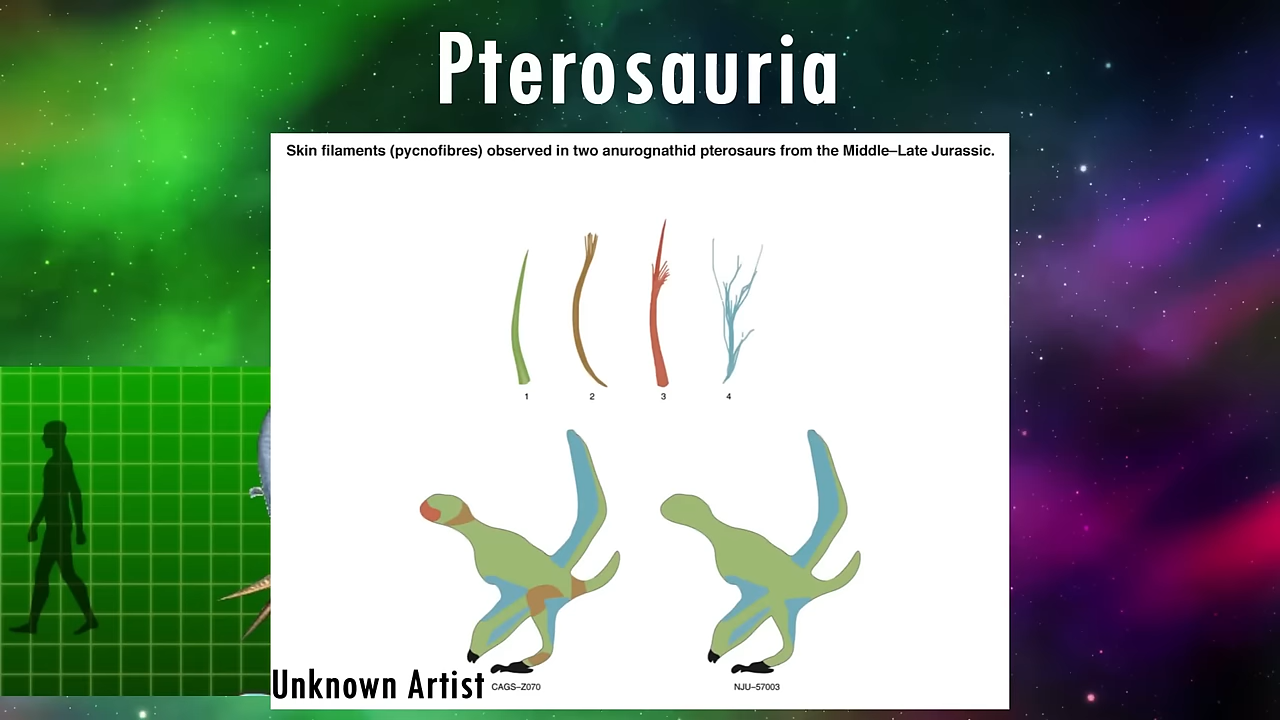 Pterosauria
Skin filaments (pycnofibres) observed in two anurognathid pterosaurs from the Middle–Late Jurassic.
1 2 3 4
Unknown Artist CAGS–Z070 NJU–57003